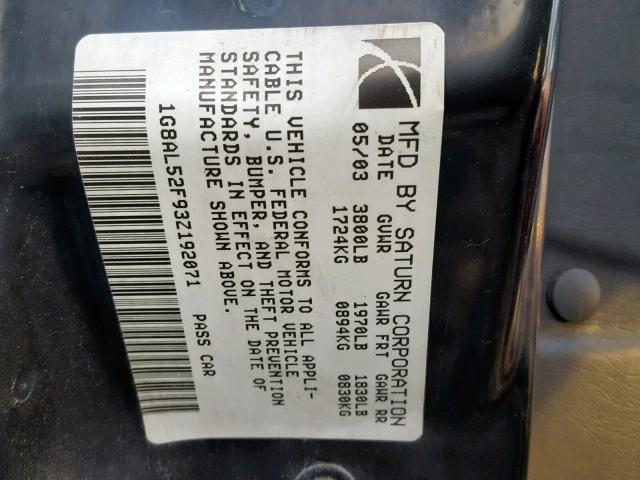 MFD BY SATURN CORPORATION
DATE GVWR GAWR FRT GAWR RR
05/03 3800LB 1970LB 1830LB
1724KG 0894KG 0830KG
THIS VEHICLE CONFORMS TO ALL APPLI-
CABLE U.S. FEDERAL MOTOR VEHICLE
SAFETY, BUMPER, AND THEFT PREVENTION
STANDARDS IN EFFECT ON THE DATE OF
MANUFACTURE SHOWN ABOVE.
1G8AL52F93Z192071 PASS CAR